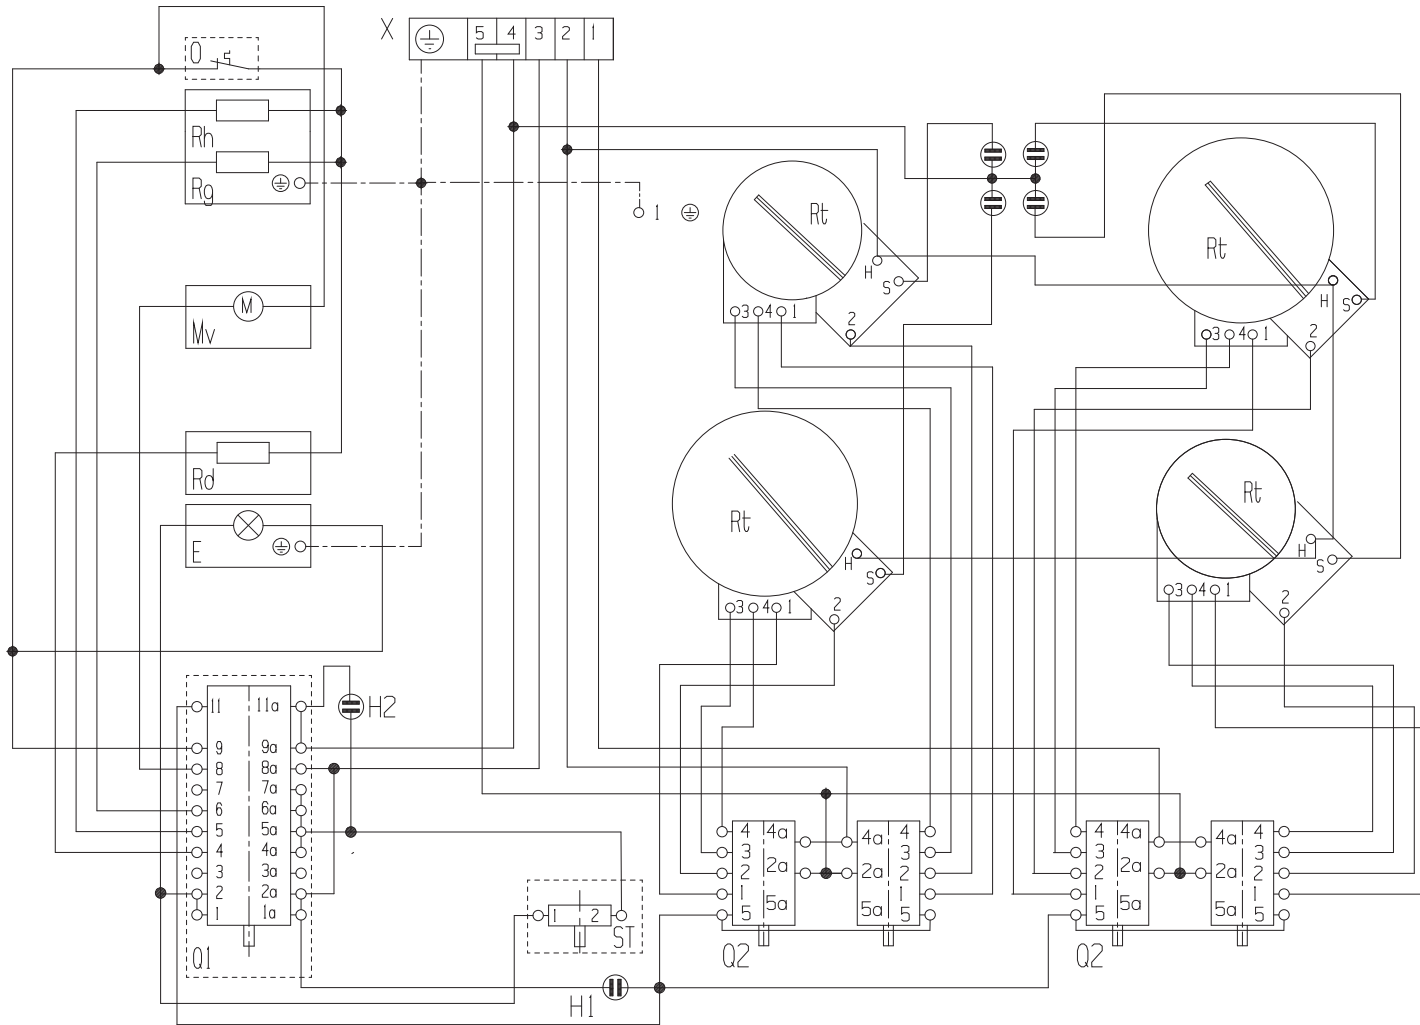 X 5 4 3 2 1
O
Rh
Rg
1
Rt
H
S
3 4 1
2
Rt
H
S
3 4 1
2
M
Mv
Rd
E
Rt
H
S
3 4 1
2
Rt
H
S
3 4 1
2
11 11a
H2
9 9a
8 8a
7 7a
6 6a
5 5a
4 4a
3 3a
2 2a
1 1a
Q1
1 2
ST
H1
4 4a 4a 4
3 3
2 2a 2a 2
1 1
5 5a 5a 5
Q2
4 4a 4a 4
3 3
2 2a 2a 2
1 1
5 5a 5a 5
Q2